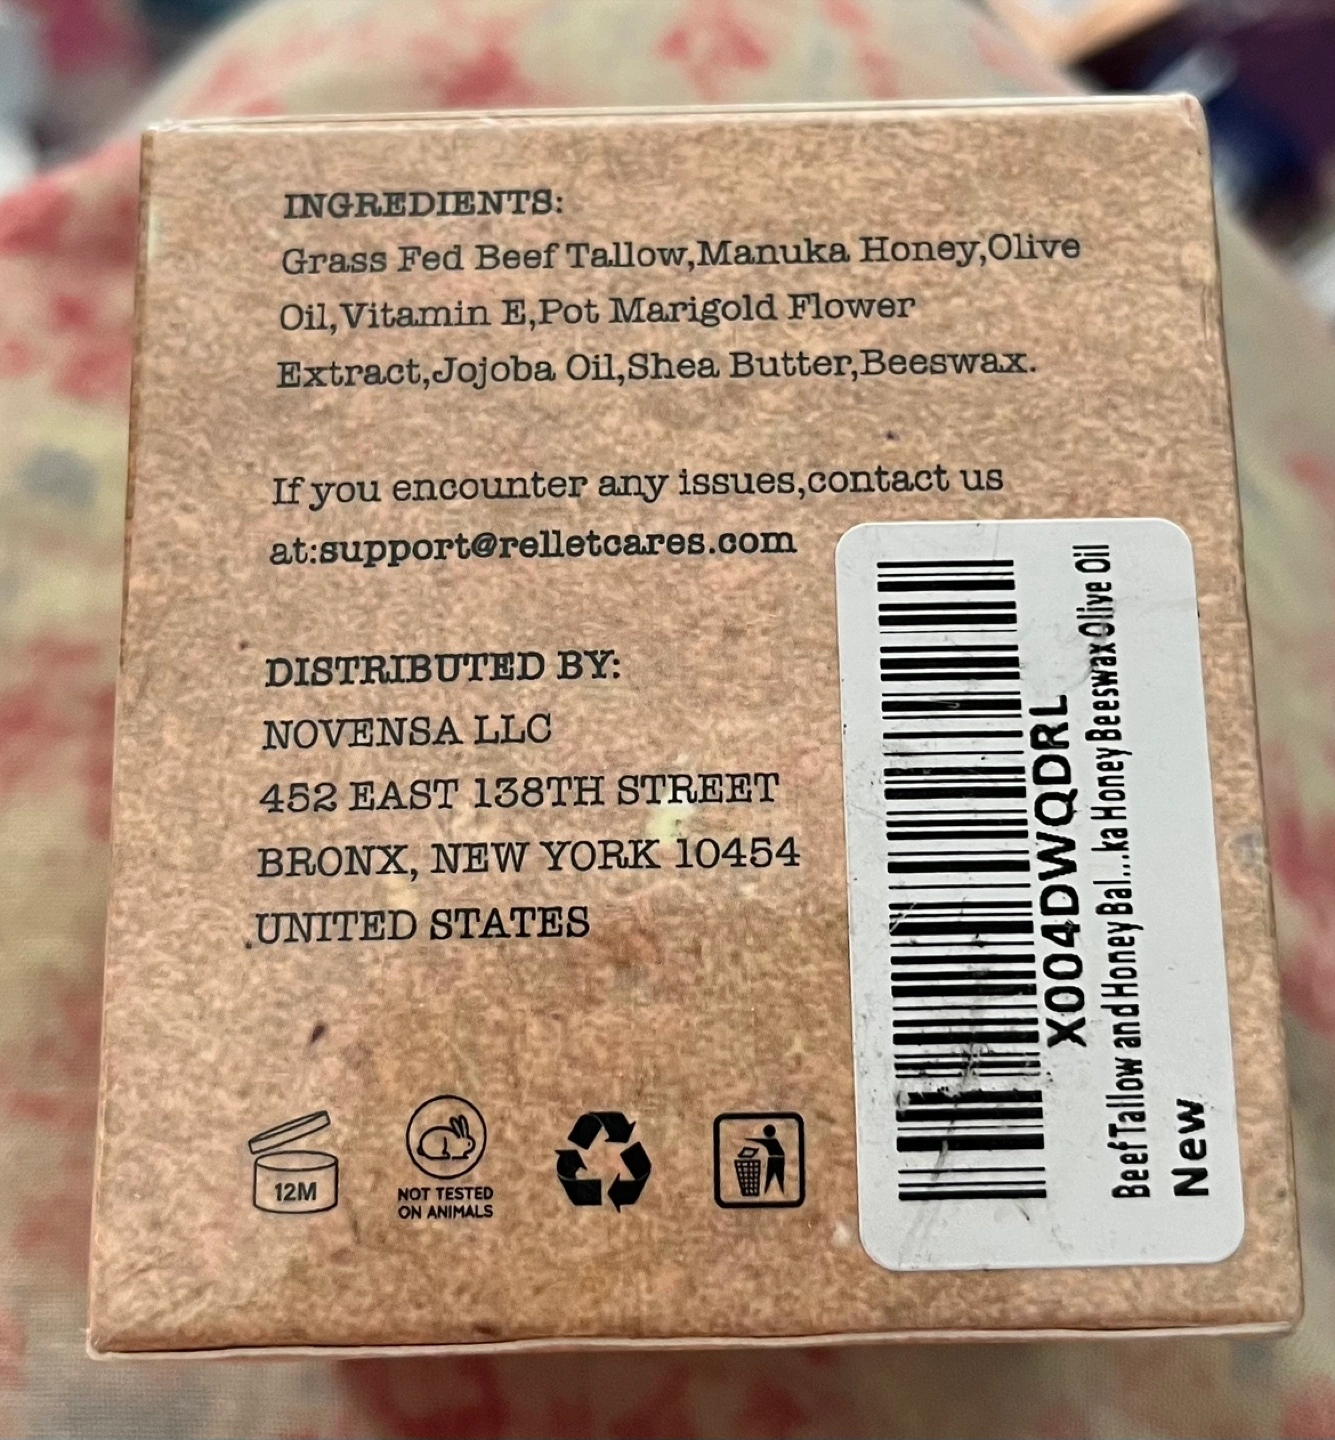 INGREDIENTS:
Grass Fed Beef Tallow,Manuka Honey,Olive
Oil,Vitamin E,Pot Marigold Flower
Extract,Jojoba Oil,Shea Butter,Beeswax.
If you encounter any issues,contact us
at:support@relletcares.com
DISTRIBUTED BY:
NOVENSA LLC
452 EAST 138TH STREET
BRONX, NEW YORK 10454
UNITED STATES
12M
NOT TESTED
ON ANIMALS
X004DWQDRL
Beef Tallow and Honey Bal...ka Honey Beeswax Olive Oil
New